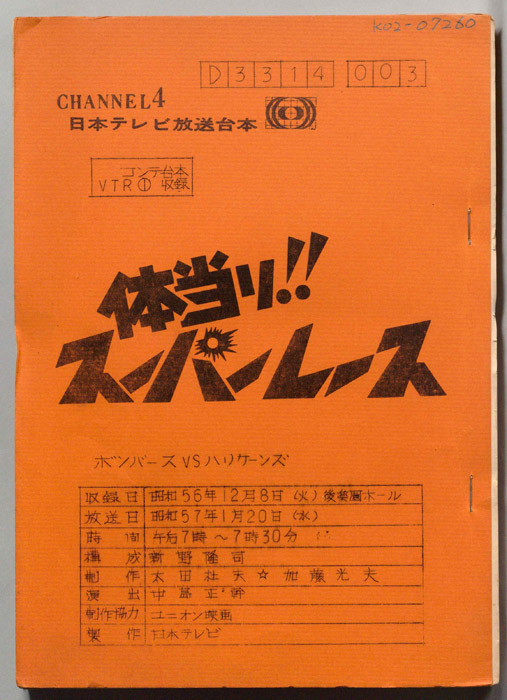 K02-07260
D3314 003
CHANNEL4
日本テレビ放送台本
コンテ台本
VTR① 収録
体当り!!
スーパーレース
ボンバーズVSハリケーンズ
収録日 昭和56年12月8日(火)後楽園ホール
放送日 昭和57年1月20日(水)
時間 午后7時〜7時30分
構成 新野隆司
制作 太田杜夫☆加藤光夫
演出 中島正幹
制作協力 ユニオン映画
製作 日本テレビ